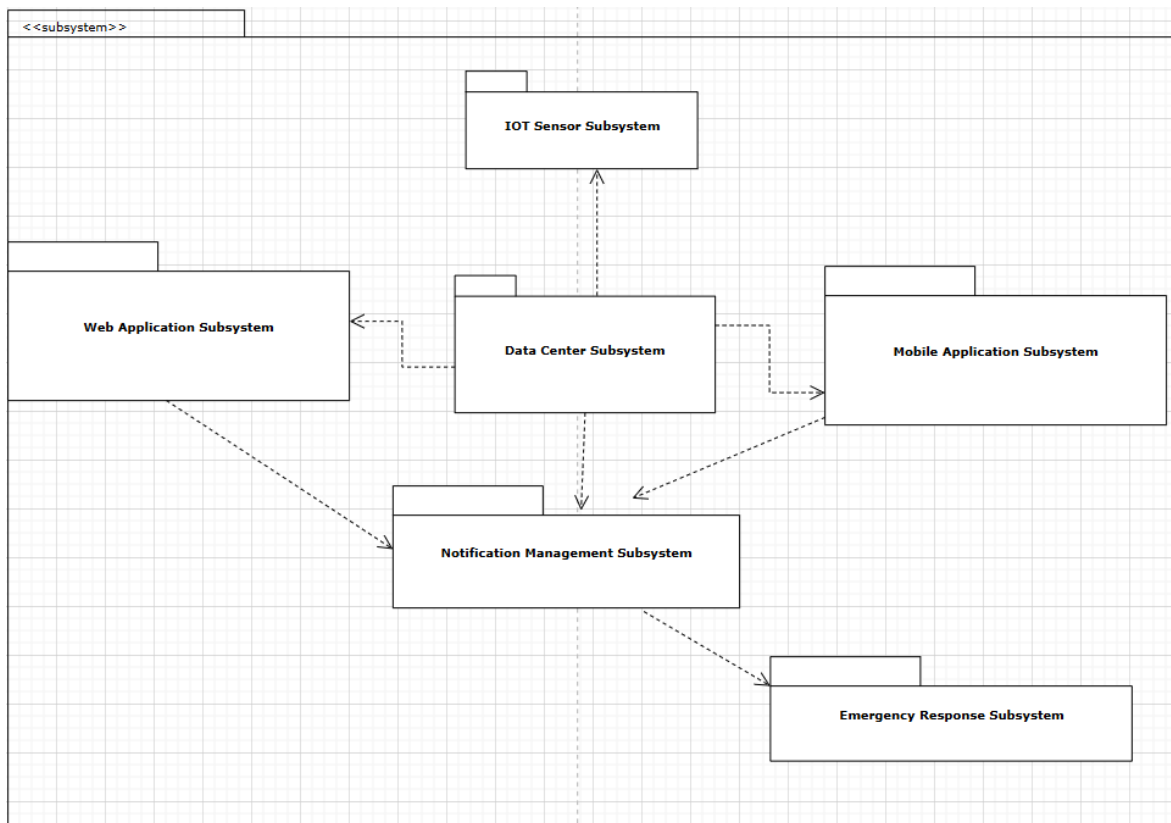 <<subsystem>>
IOT Sensor Subsystem
Web Application Subsystem
Data Center Subsystem
Mobile Application Subsystem
Notification Management Subsystem
Emergency Response Subsystem